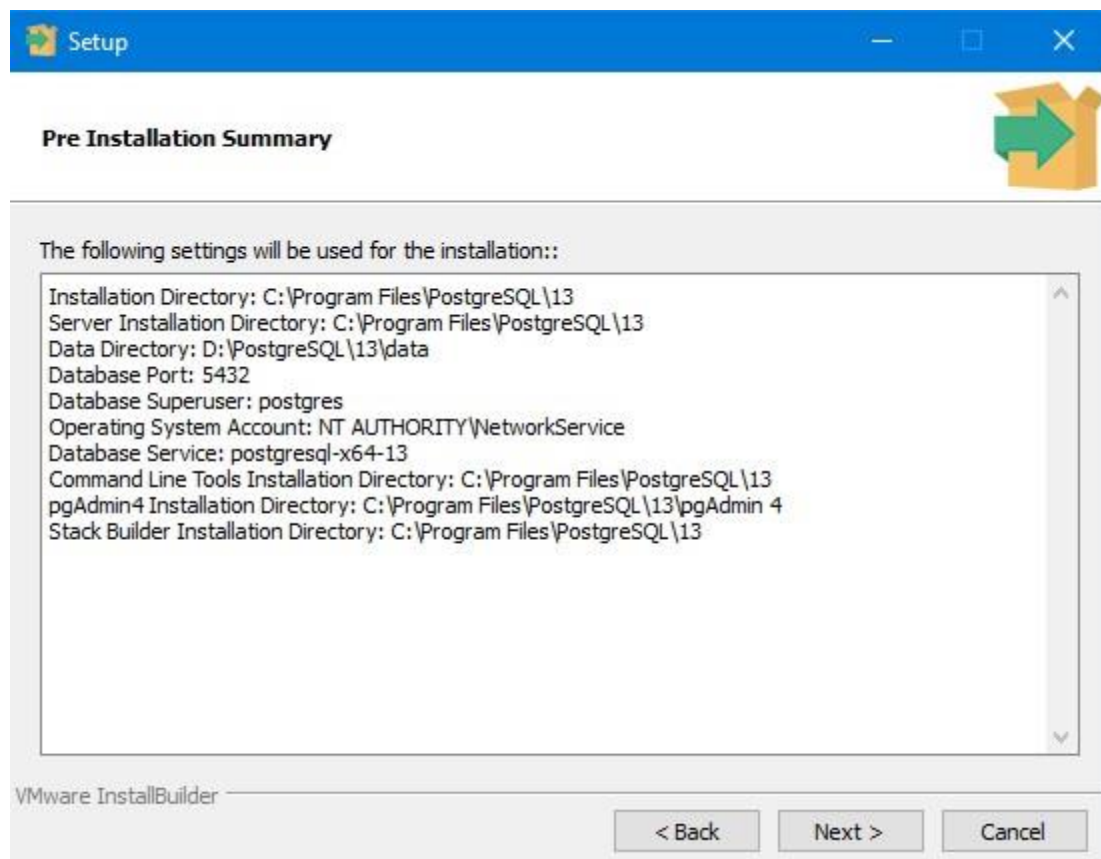 Setup
Pre Installation Summary
The following settings will be used for the installation::
Installation Directory: C:\Program Files\PostgreSQL\13
Server Installation Directory: C:\Program Files\PostgreSQL\13
Data Directory: D:\PostgreSQL\13\data
Database Port: 5432
Database Superuser: postgres
Operating System Account: NT AUTHORITY\NetworkService
Database Service: postgresql-x64-13
Command Line Tools Installation Directory: C:\Program Files\PostgreSQL\13
pgAdmin4 Installation Directory: C:\Program Files\PostgreSQL\13\pgAdmin 4
Stack Builder Installation Directory: C:\Program Files\PostgreSQL\13
VMware InstallBuilder
< Back Next > Cancel